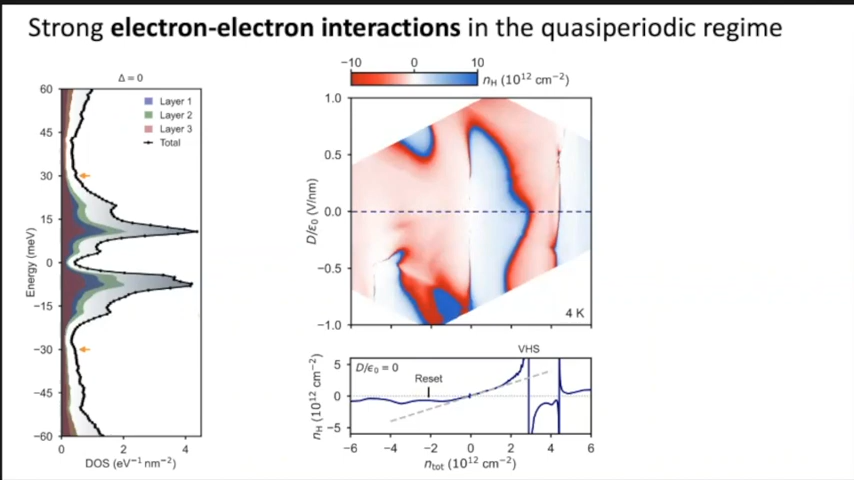 Strong electron-electron interactions in the quasiperiodic regime
Δ = 0
60
45
30
15
0
−15
−30
−45
−60
Energy (meV)
Layer 1
Layer 2
Layer 3
Total
0 2 4
DOS (eV⁻¹ nm⁻²)
−10 0 10
n_H (10¹² cm⁻²)
1.0
0.5
0.0
−0.5
−1.0
D/ε₀ (V/nm)
4 K
VHS
D/ε₀ = 0
Reset
5
0
−5
n_H (10¹² cm⁻²)
−6 −4 −2 0 2 4 6
n_tot (10¹² cm⁻²)